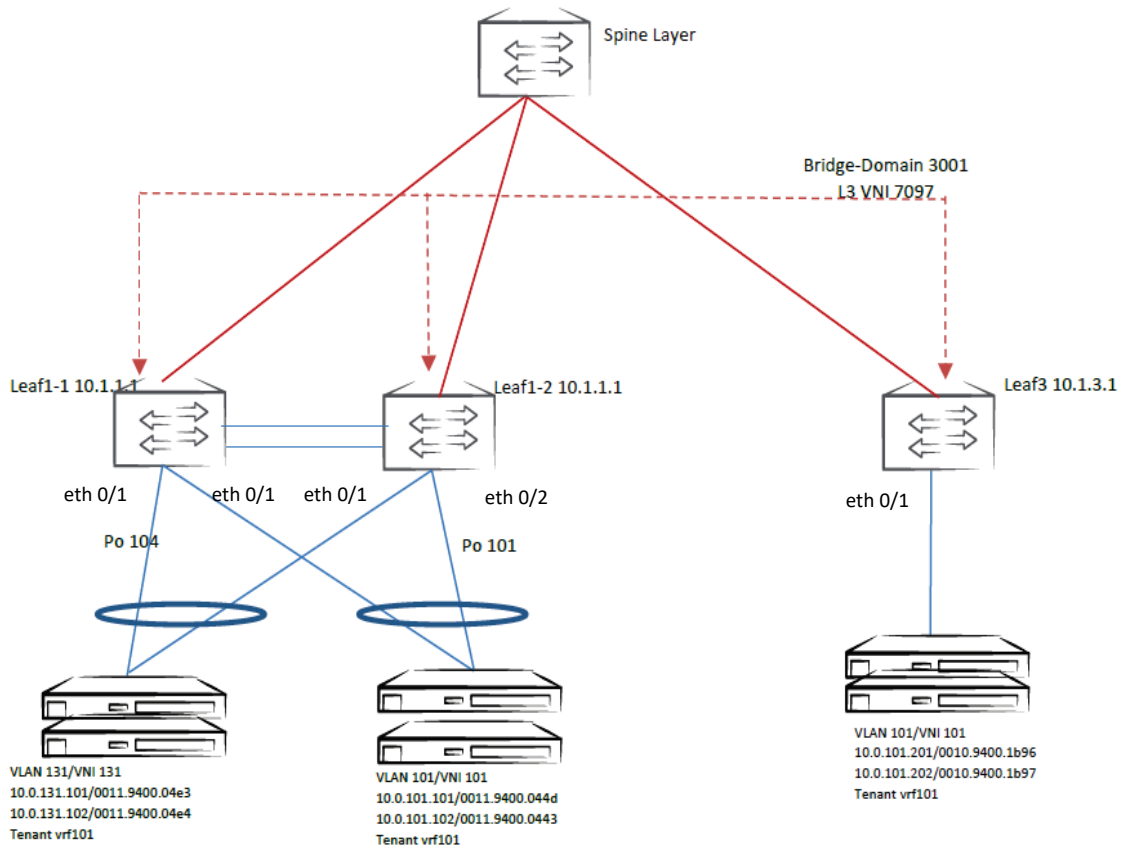 Spine Layer
Bridge-Domain 3001
L3 VNI 7097
Leaf1-1 10.1.1.1
Leaf1-2 10.1.1.1
Leaf3 10.1.3.1
eth 0/1
eth 0/1
eth 0/1
eth 0/2
eth 0/1
Po 104
Po 101
VLAN 131/VNI 131
10.0.131.101/0011.9400.04e3
10.0.131.102/0011.9400.04e4
Tenant vrf101
VLAN 101/VNI 101
10.0.101.101/0011.9400.044d
10.0.101.102/0011.9400.0443
Tenant vrf101
VLAN 101/VNI 101
10.0.101.201/0010.9400.1b96
10.0.101.202/0010.9400.1b97
Tenant vrf101